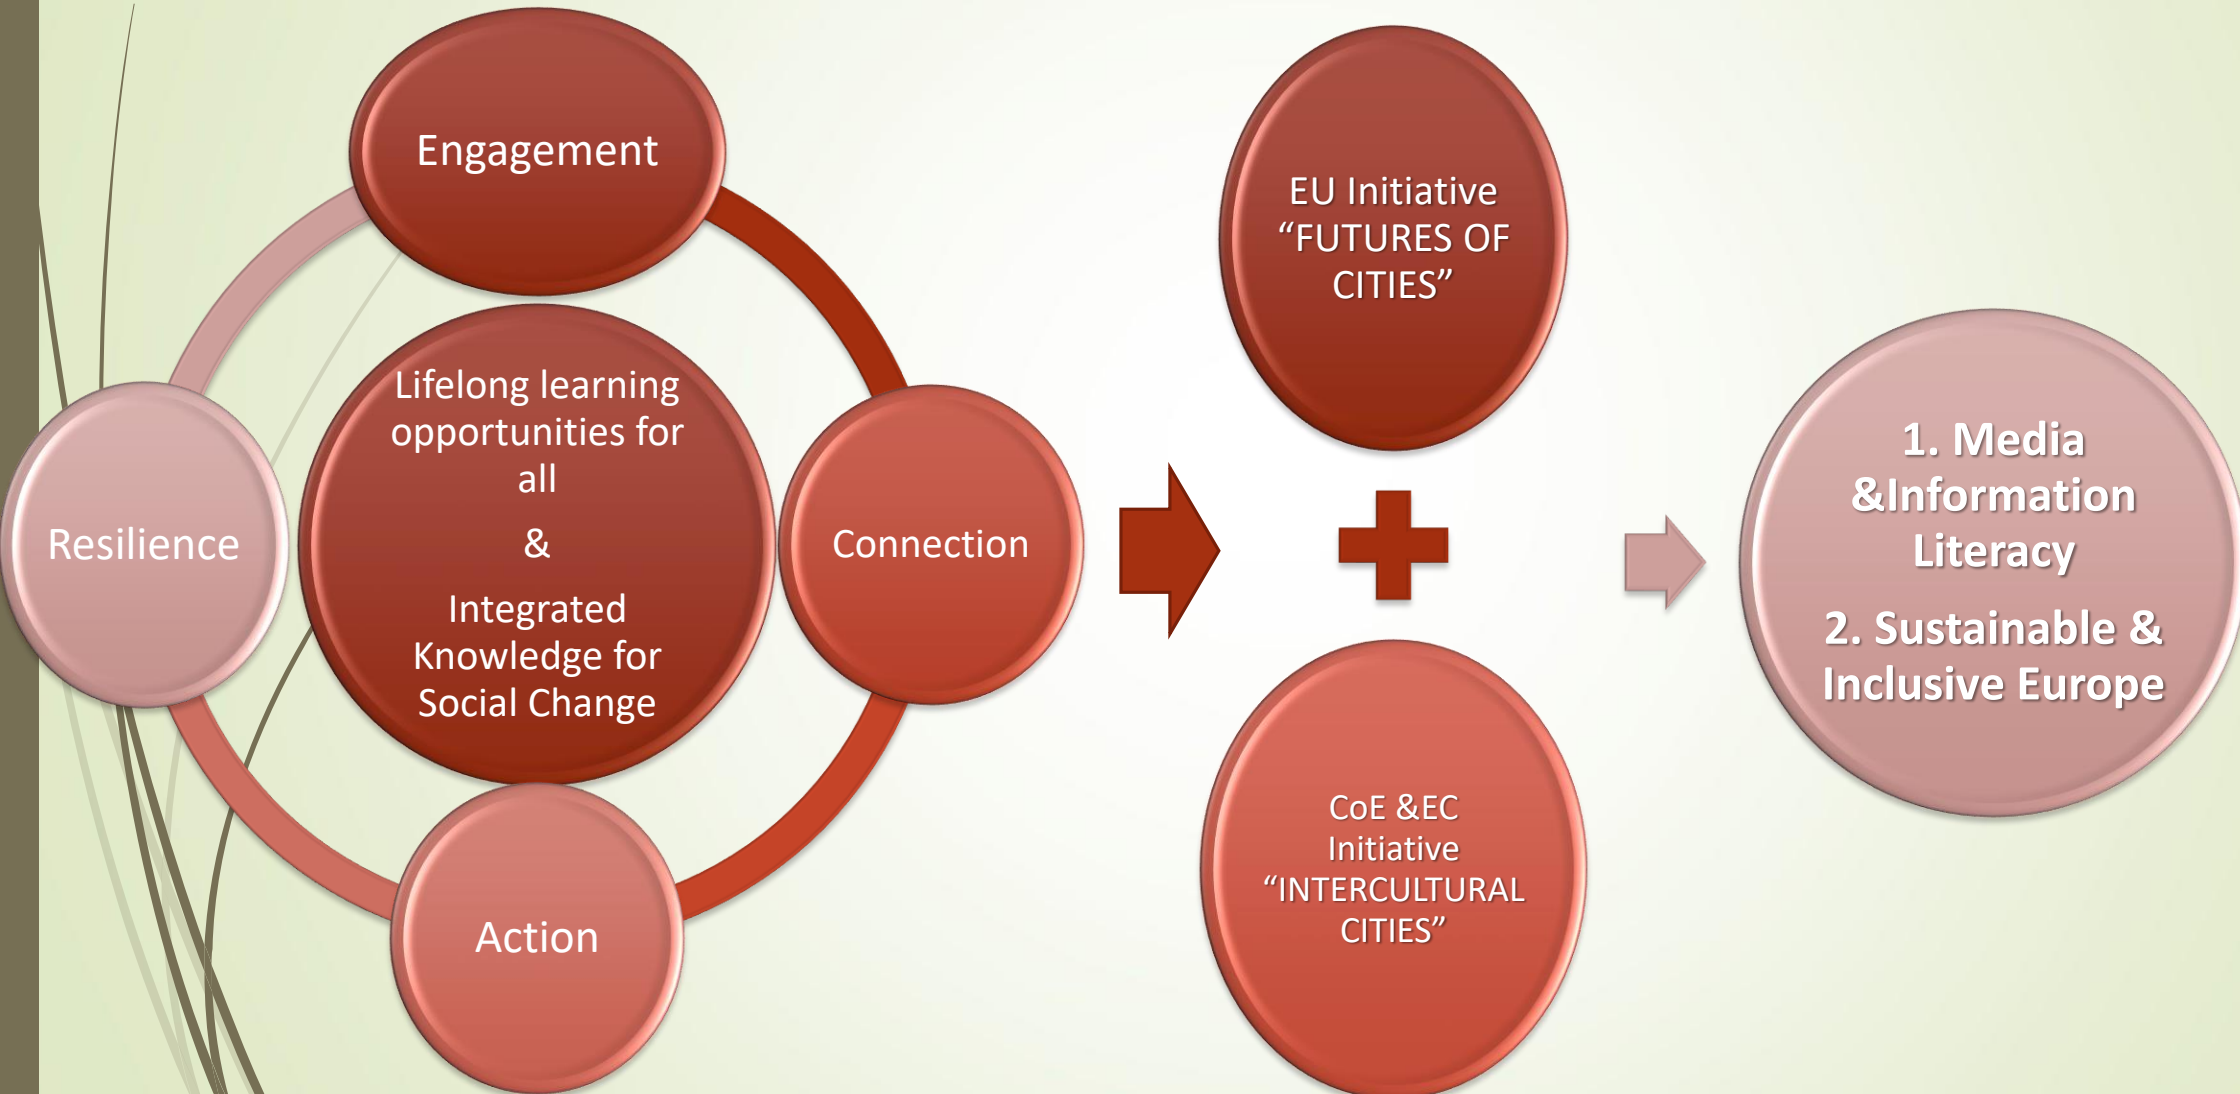 Engagement
Lifelong learning
opportunities for
all
&
Integrated
Knowledge for
Social Change
Resilience
Connection
Action
EU Initiative
“FUTURES OF
CITIES”
CoE &EC
Initiative
“INTERCULTURAL
CITIES”
1. Media
&Information
Literacy
2. Sustainable &
Inclusive Europe